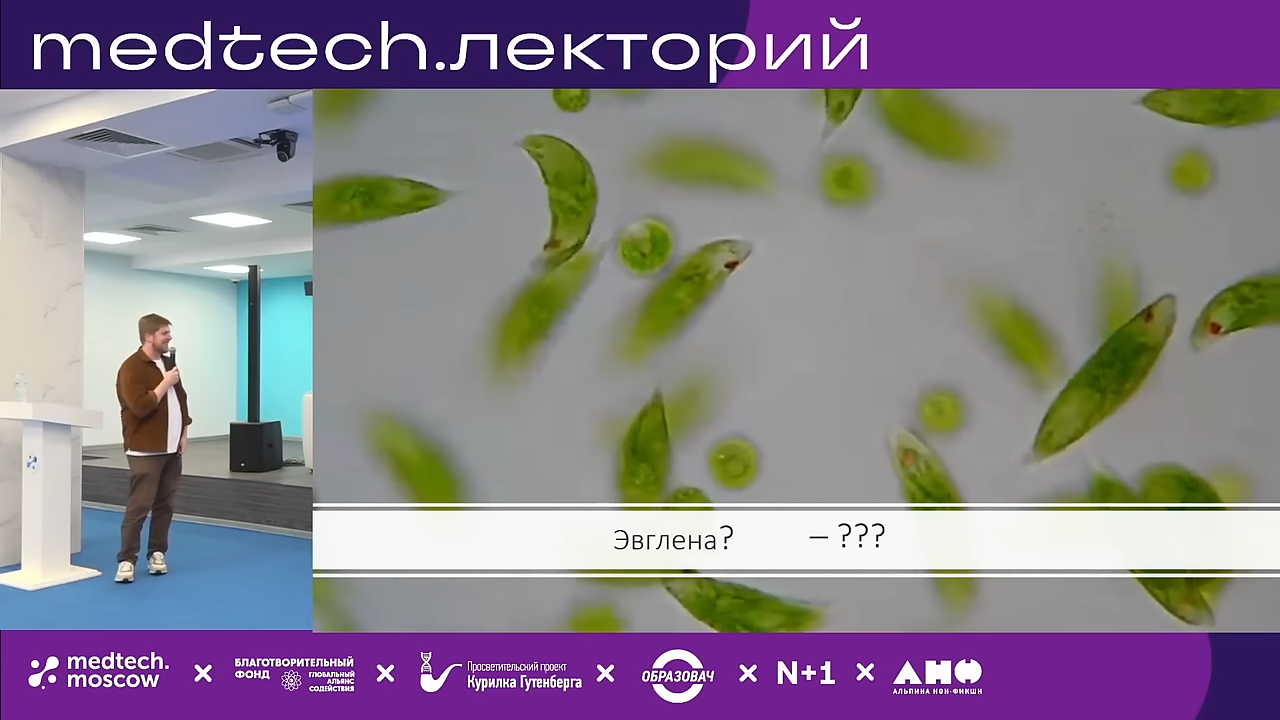 medtech.лекторий
Эвглена? – ???
medtech.
moscow
×
БЛАГОТВОРИТЕЛЬНЫЙ
ФОНД
ГЛОБАЛЬНЫЙ
АЛЬЯНС
СОДЕЙСТВИЯ
×
Просветительский проект
Курилка Гутенберга
×
ОБРАЗОВАЧ
×
N+1
×
АНФ
АЛЬПИНА НОН-ФИКШН